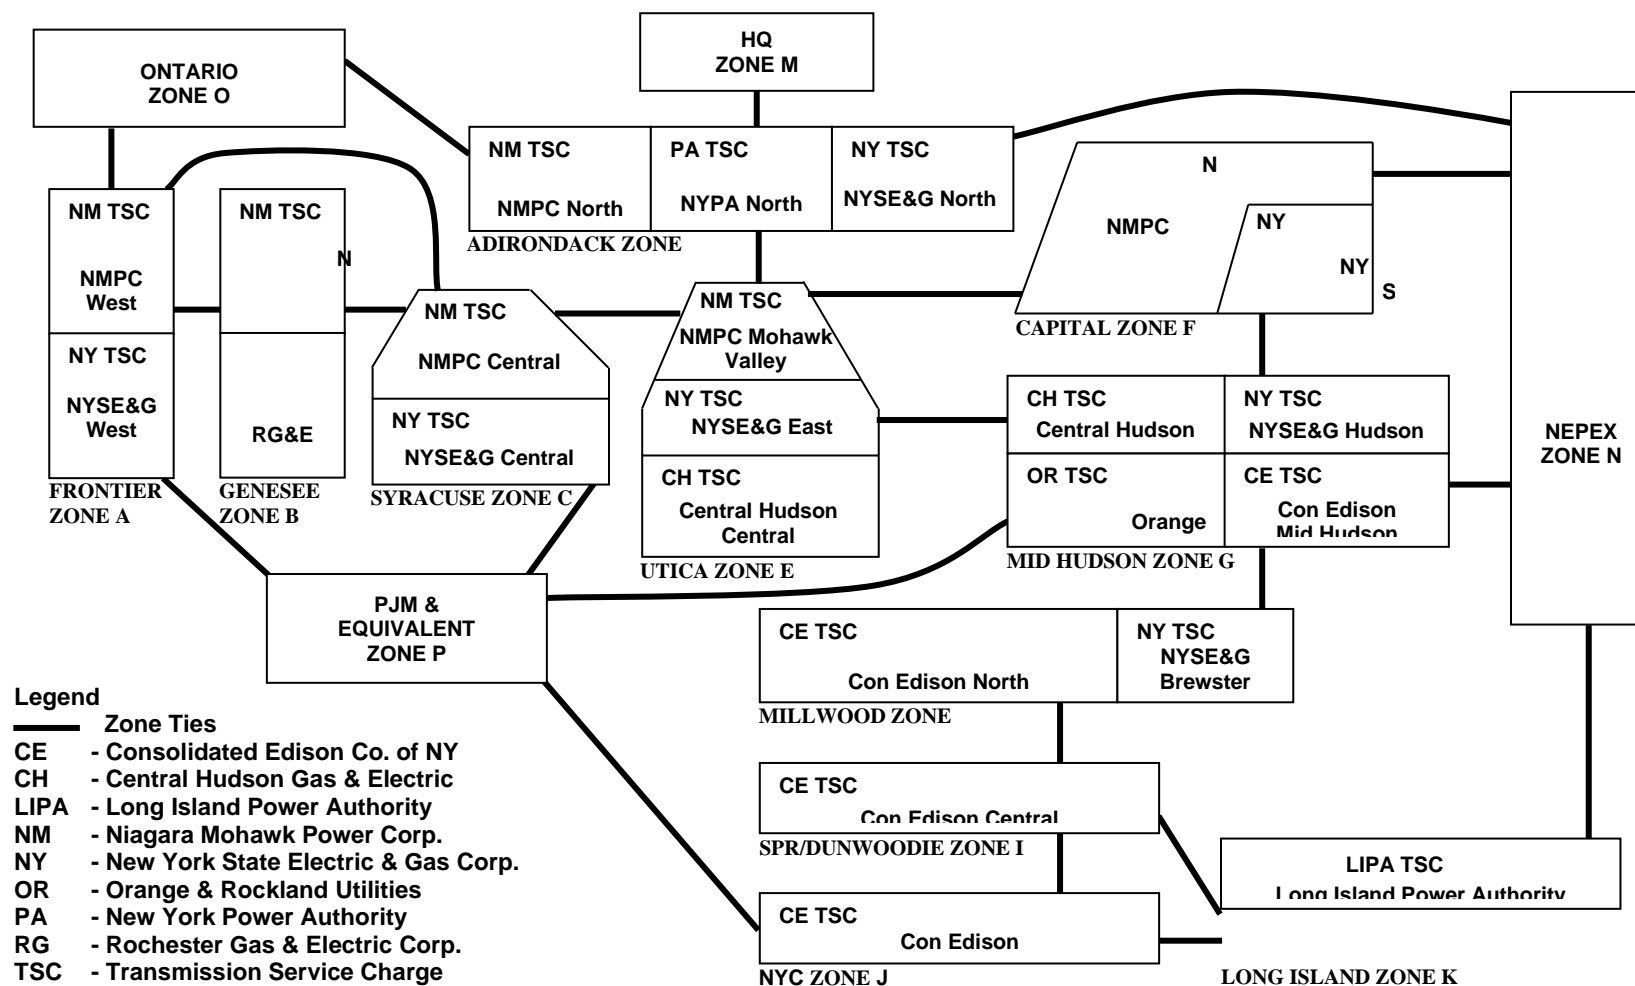 ONTARIO
ZONE O
HQ
ZONE M
NM TSC
NMPC North
PA TSC
NYPA North
NY TSC
NYSE&G North
ADIRONDACK ZONE
N
NMPC
NY
NY
S
CAPITAL ZONE F
NM TSC
NMPC
West
NY TSC
NYSE&G
West
FRONTIER
ZONE A
NM TSC
N
RG&E
GENESEE
ZONE B
NM TSC
NMPC Central
NY TSC
NYSE&G Central
SYRACUSE ZONE C
NM TSC
NMPC Mohawk
Valley
NY TSC
NYSE&G East
CH TSC
Central Hudson
Central
UTICA ZONE E
CH TSC
Central Hudson
NY TSC
NYSE&G Hudson
OR TSC
Orange
CE TSC
Con Edison
Mid Hudson
MID HUDSON ZONE G
NEPEX
ZONE N
PJM &
EQUIVALENT
ZONE P
CE TSC
Con Edison North
NY TSC
NYSE&G
Brewster
MILLWOOD ZONE
CE TSC
Con Edison Central
SPR/DUNWOODIE ZONE I
LIPA TSC
Long Island Power Authority
LONG ISLAND ZONE K
CE TSC
Con Edison
NYC ZONE J
Legend
Zone Ties
CE - Consolidated Edison Co. of NY
CH - Central Hudson Gas & Electric
LIPA - Long Island Power Authority
NM - Niagara Mohawk Power Corp.
NY - New York State Electric & Gas Corp.
OR - Orange & Rockland Utilities
PA - New York Power Authority
RG - Rochester Gas & Electric Corp.
TSC - Transmission Service Charge